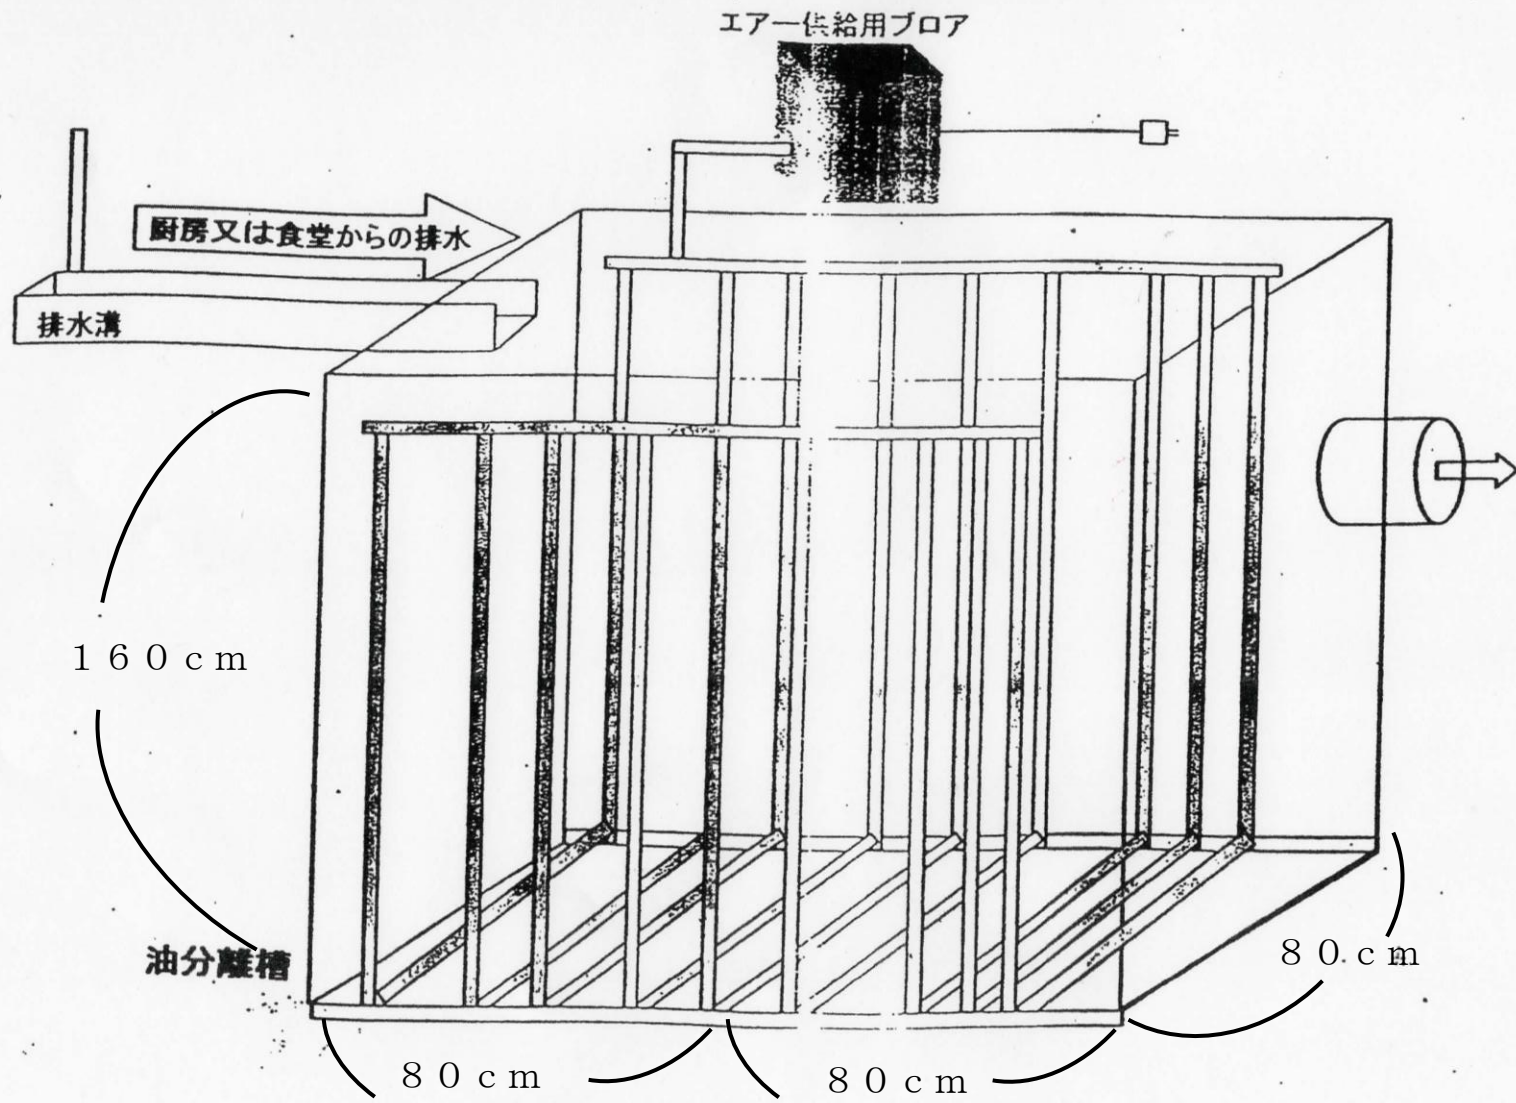 エアー供給用ブロア
厨房又は食堂からの排水
排水溝
１６０ｃｍ
油分離槽
８０ｃｍ
８０ｃｍ
８０ｃｍ